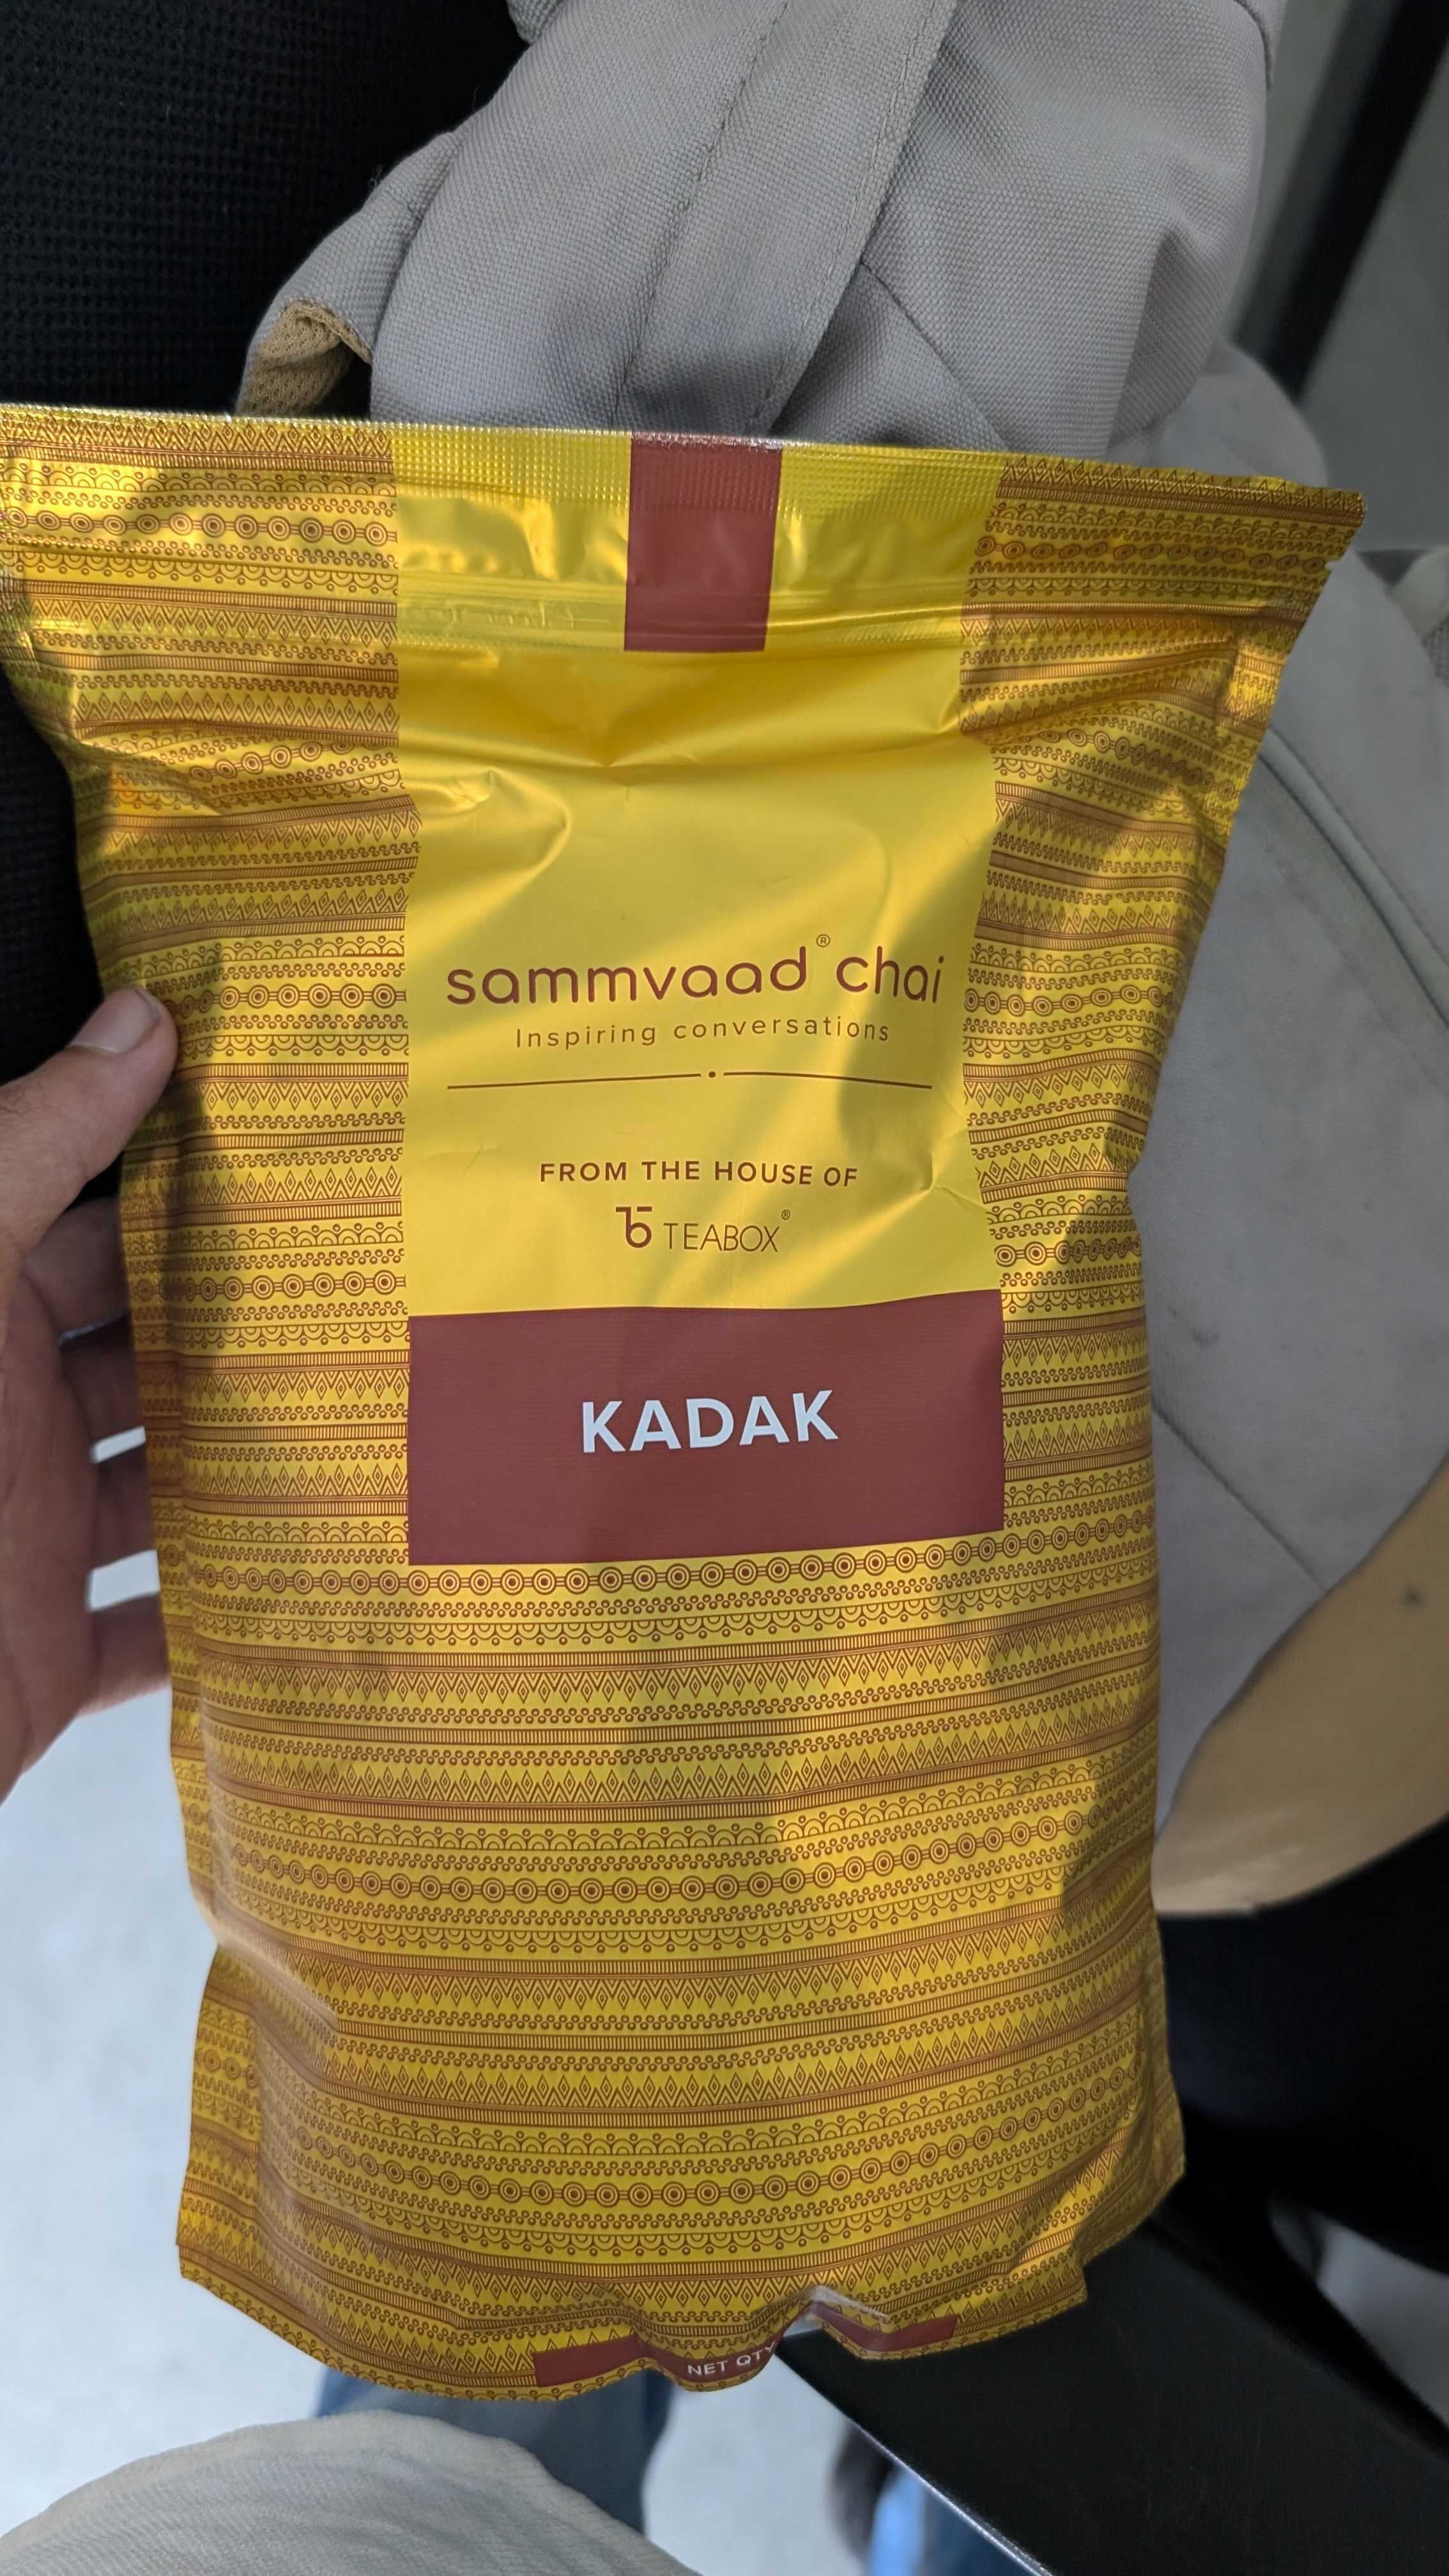 sammvaad® chai
Inspiring conversations
FROM THE HOUSE OF
TEABOX®
KADAK
NET QTY